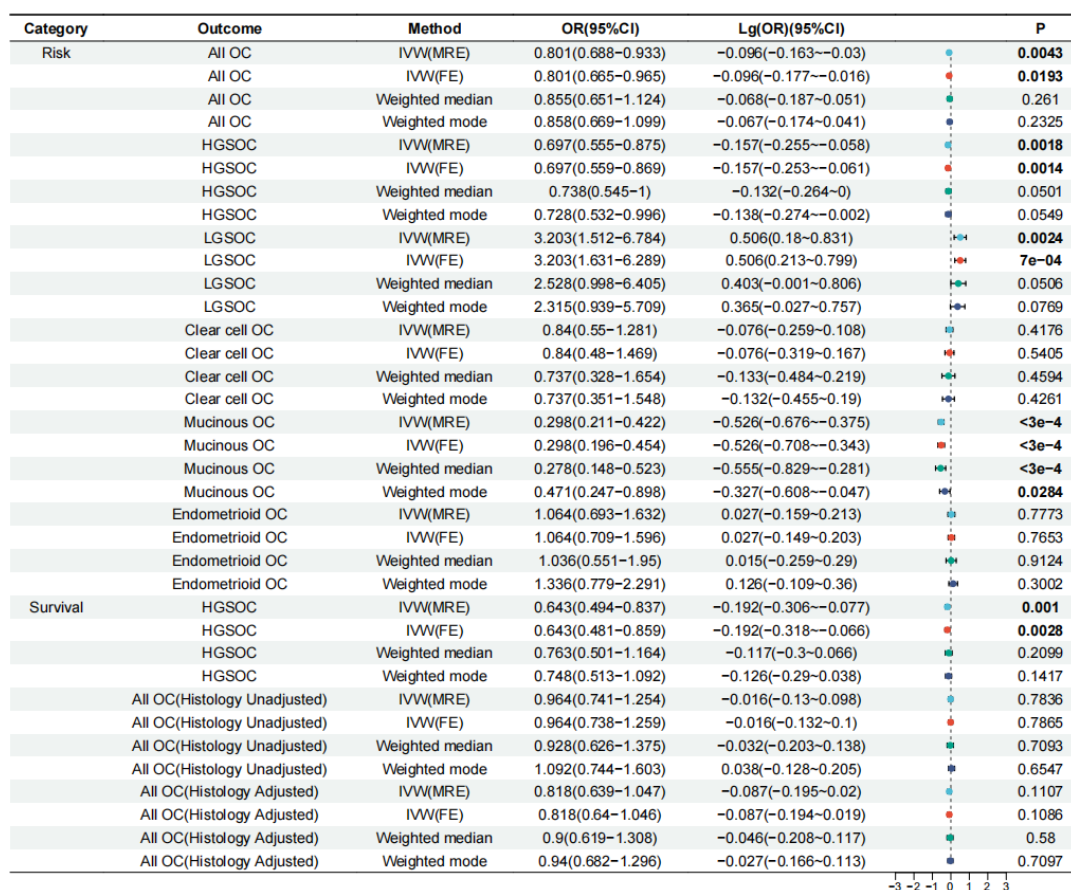 Category Outcome Method OR(95%CI) Lg(OR)(95%CI) P
Risk All OC IVW(MRE) 0.801(0.688−0.933) −0.096(−0.163~−0.03) 0.0043
All OC IVW(FE) 0.801(0.665−0.965) −0.096(−0.177~−0.016) 0.0193
All OC Weighted median 0.855(0.651−1.124) −0.068(−0.187~0.051) 0.261
All OC Weighted mode 0.858(0.669−1.099) −0.067(−0.174~0.041) 0.2325
HGSOC IVW(MRE) 0.697(0.555−0.875) −0.157(−0.255~−0.058) 0.0018
HGSOC IVW(FE) 0.697(0.559−0.869) −0.157(−0.253~−0.061) 0.0014
HGSOC Weighted median 0.738(0.545−1) −0.132(−0.264~0) 0.0501
HGSOC Weighted mode 0.728(0.532−0.996) −0.138(−0.274~−0.002) 0.0549
LGSOC IVW(MRE) 3.203(1.512−6.784) 0.506(0.18~0.831) 0.0024
LGSOC IVW(FE) 3.203(1.631−6.289) 0.506(0.213~0.799) 7e−04
LGSOC Weighted median 2.528(0.998−6.405) 0.403(−0.001~0.806) 0.0506
LGSOC Weighted mode 2.315(0.939−5.709) 0.365(−0.027~0.757) 0.0769
Clear cell OC IVW(MRE) 0.84(0.55−1.281) −0.076(−0.259~0.108) 0.4176
Clear cell OC IVW(FE) 0.84(0.48−1.469) −0.076(−0.319~0.167) 0.5405
Clear cell OC Weighted median 0.737(0.328−1.654) −0.133(−0.484~0.219) 0.4594
Clear cell OC Weighted mode 0.737(0.351−1.548) −0.132(−0.455~0.19) 0.4261
Mucinous OC IVW(MRE) 0.298(0.211−0.422) −0.526(−0.676~−0.375) <3e−4
Mucinous OC IVW(FE) 0.298(0.196−0.454) −0.526(−0.708~−0.343) <3e−4
Mucinous OC Weighted median 0.278(0.148−0.523) −0.555(−0.829~−0.281) <3e−4
Mucinous OC Weighted mode 0.471(0.247−0.898) −0.327(−0.608~−0.047) 0.0284
Endometrioid OC IVW(MRE) 1.064(0.693−1.632) 0.027(−0.159~0.213) 0.7773
Endometrioid OC IVW(FE) 1.064(0.709−1.596) 0.027(−0.149~0.203) 0.7653
Endometrioid OC Weighted median 1.036(0.551−1.95) 0.015(−0.259~0.29) 0.9124
Endometrioid OC Weighted mode 1.336(0.779−2.291) 0.126(−0.109~0.36) 0.3002
Survival HGSOC IVW(MRE) 0.643(0.494−0.837) −0.192(−0.306~−0.077) 0.001
HGSOC IVW(FE) 0.643(0.481−0.859) −0.192(−0.318~−0.066) 0.0028
HGSOC Weighted median 0.763(0.501−1.164) −0.117(−0.3~0.066) 0.2099
HGSOC Weighted mode 0.748(0.513−1.092) −0.126(−0.29~0.038) 0.1417
All OC(Histology Unadjusted) IVW(MRE) 0.964(0.741−1.254) −0.016(−0.13~0.098) 0.7836
All OC(Histology Unadjusted) IVW(FE) 0.964(0.738−1.259) −0.016(−0.132~0.1) 0.7865
All OC(Histology Unadjusted) Weighted median 0.928(0.626−1.375) −0.032(−0.203~0.138) 0.7093
All OC(Histology Unadjusted) Weighted mode 1.092(0.744−1.603) 0.038(−0.128~0.205) 0.6547
All OC(Histology Adjusted) IVW(MRE) 0.818(0.639−1.047) −0.087(−0.195~0.02) 0.1107
All OC(Histology Adjusted) IVW(FE) 0.818(0.64−1.046) −0.087(−0.194~0.019) 0.1086
All OC(Histology Adjusted) Weighted median 0.9(0.619−1.308) −0.046(−0.208~0.117) 0.58
All OC(Histology Adjusted) Weighted mode 0.94(0.682−1.296) −0.027(−0.166~0.113) 0.7097
−3 −2 −1 0 1 2 3